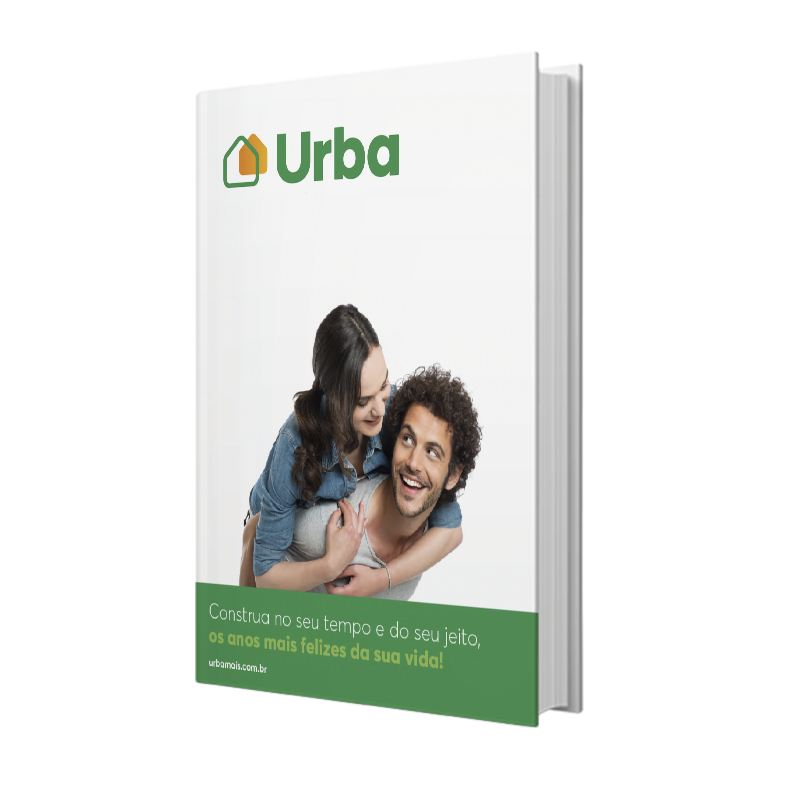 Urba
Construa no seu tempo e do seu jeito,
os anos mais felizes da sua vida!
urbamais.com.br